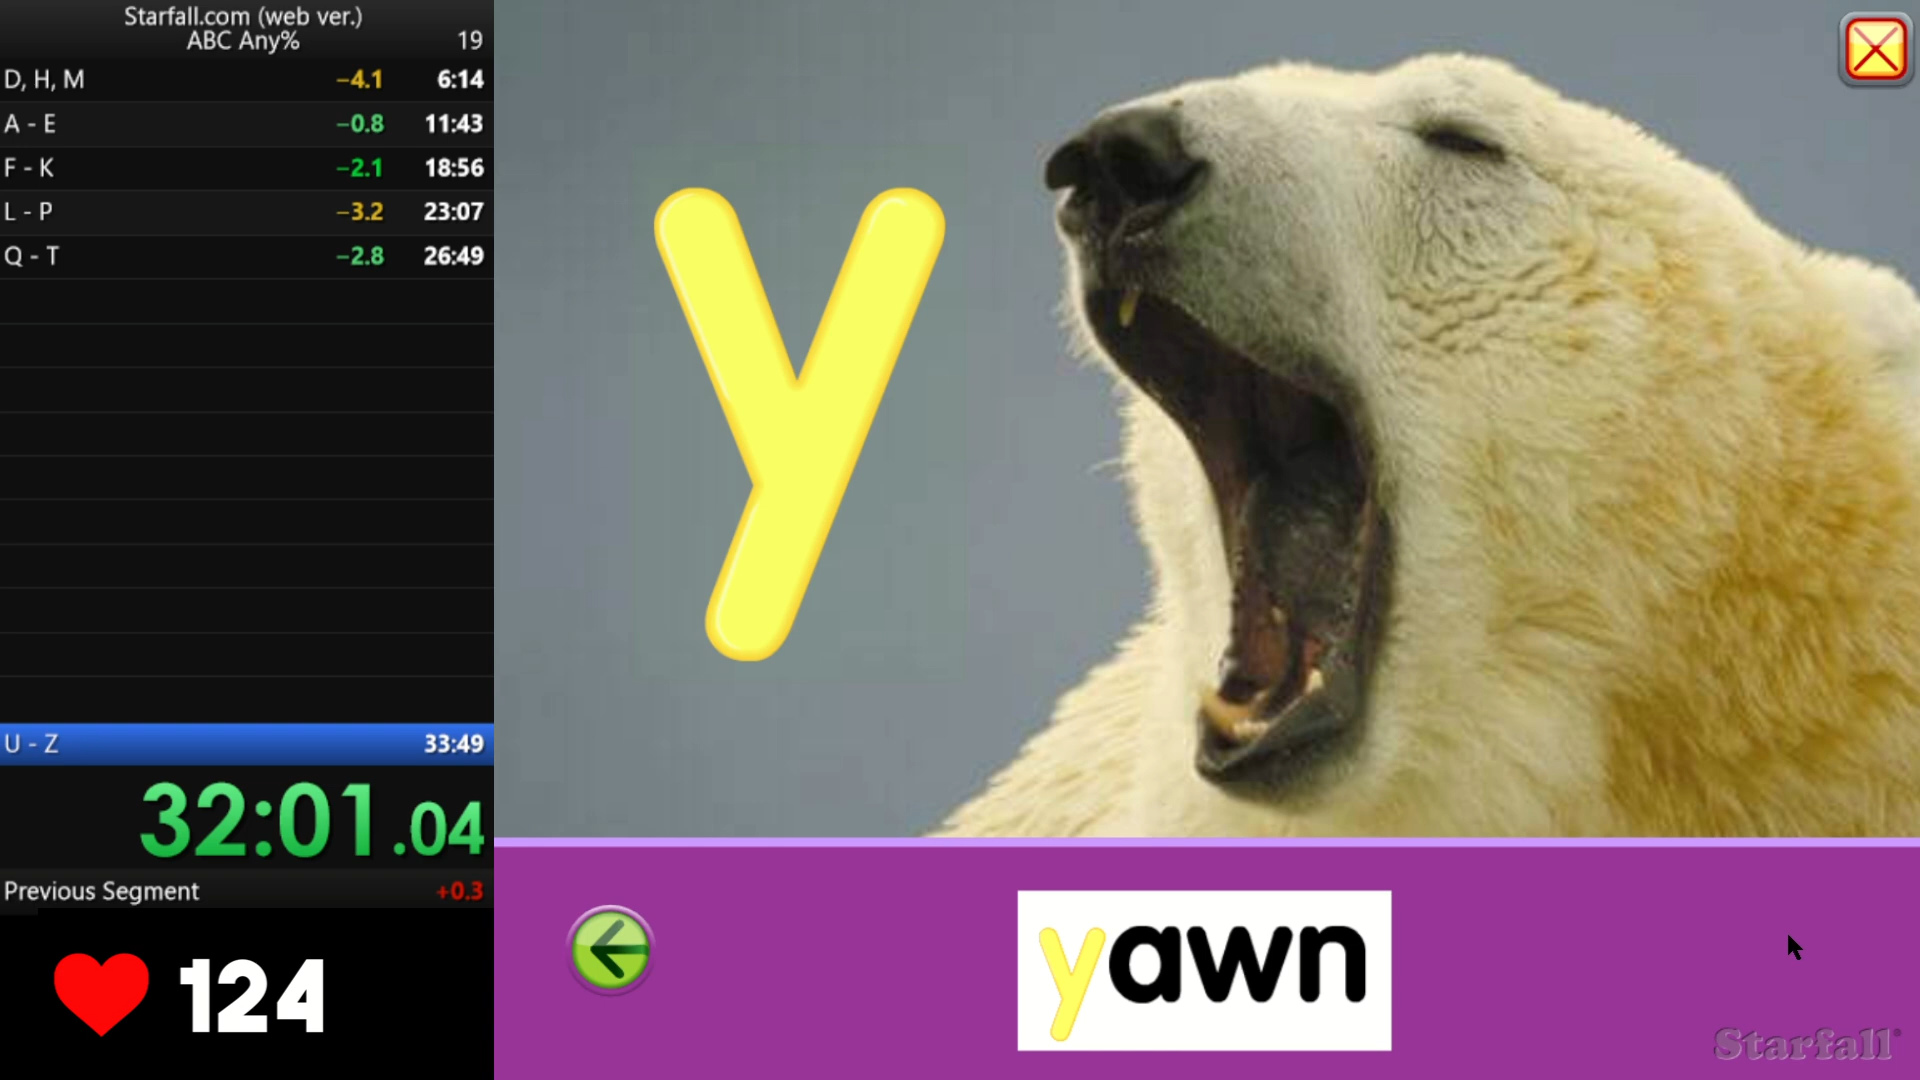 Starfall.com (web ver.)
ABC Any%
19
D, H, M −4.1 6:14
A - E −0.8 11:43
F - K −2.1 18:56
L - P −3.2 23:07
Q - T −2.8 26:49
U - Z 33:49
32:01.04
Previous Segment +0.3
124
y
yawn
Starfall®